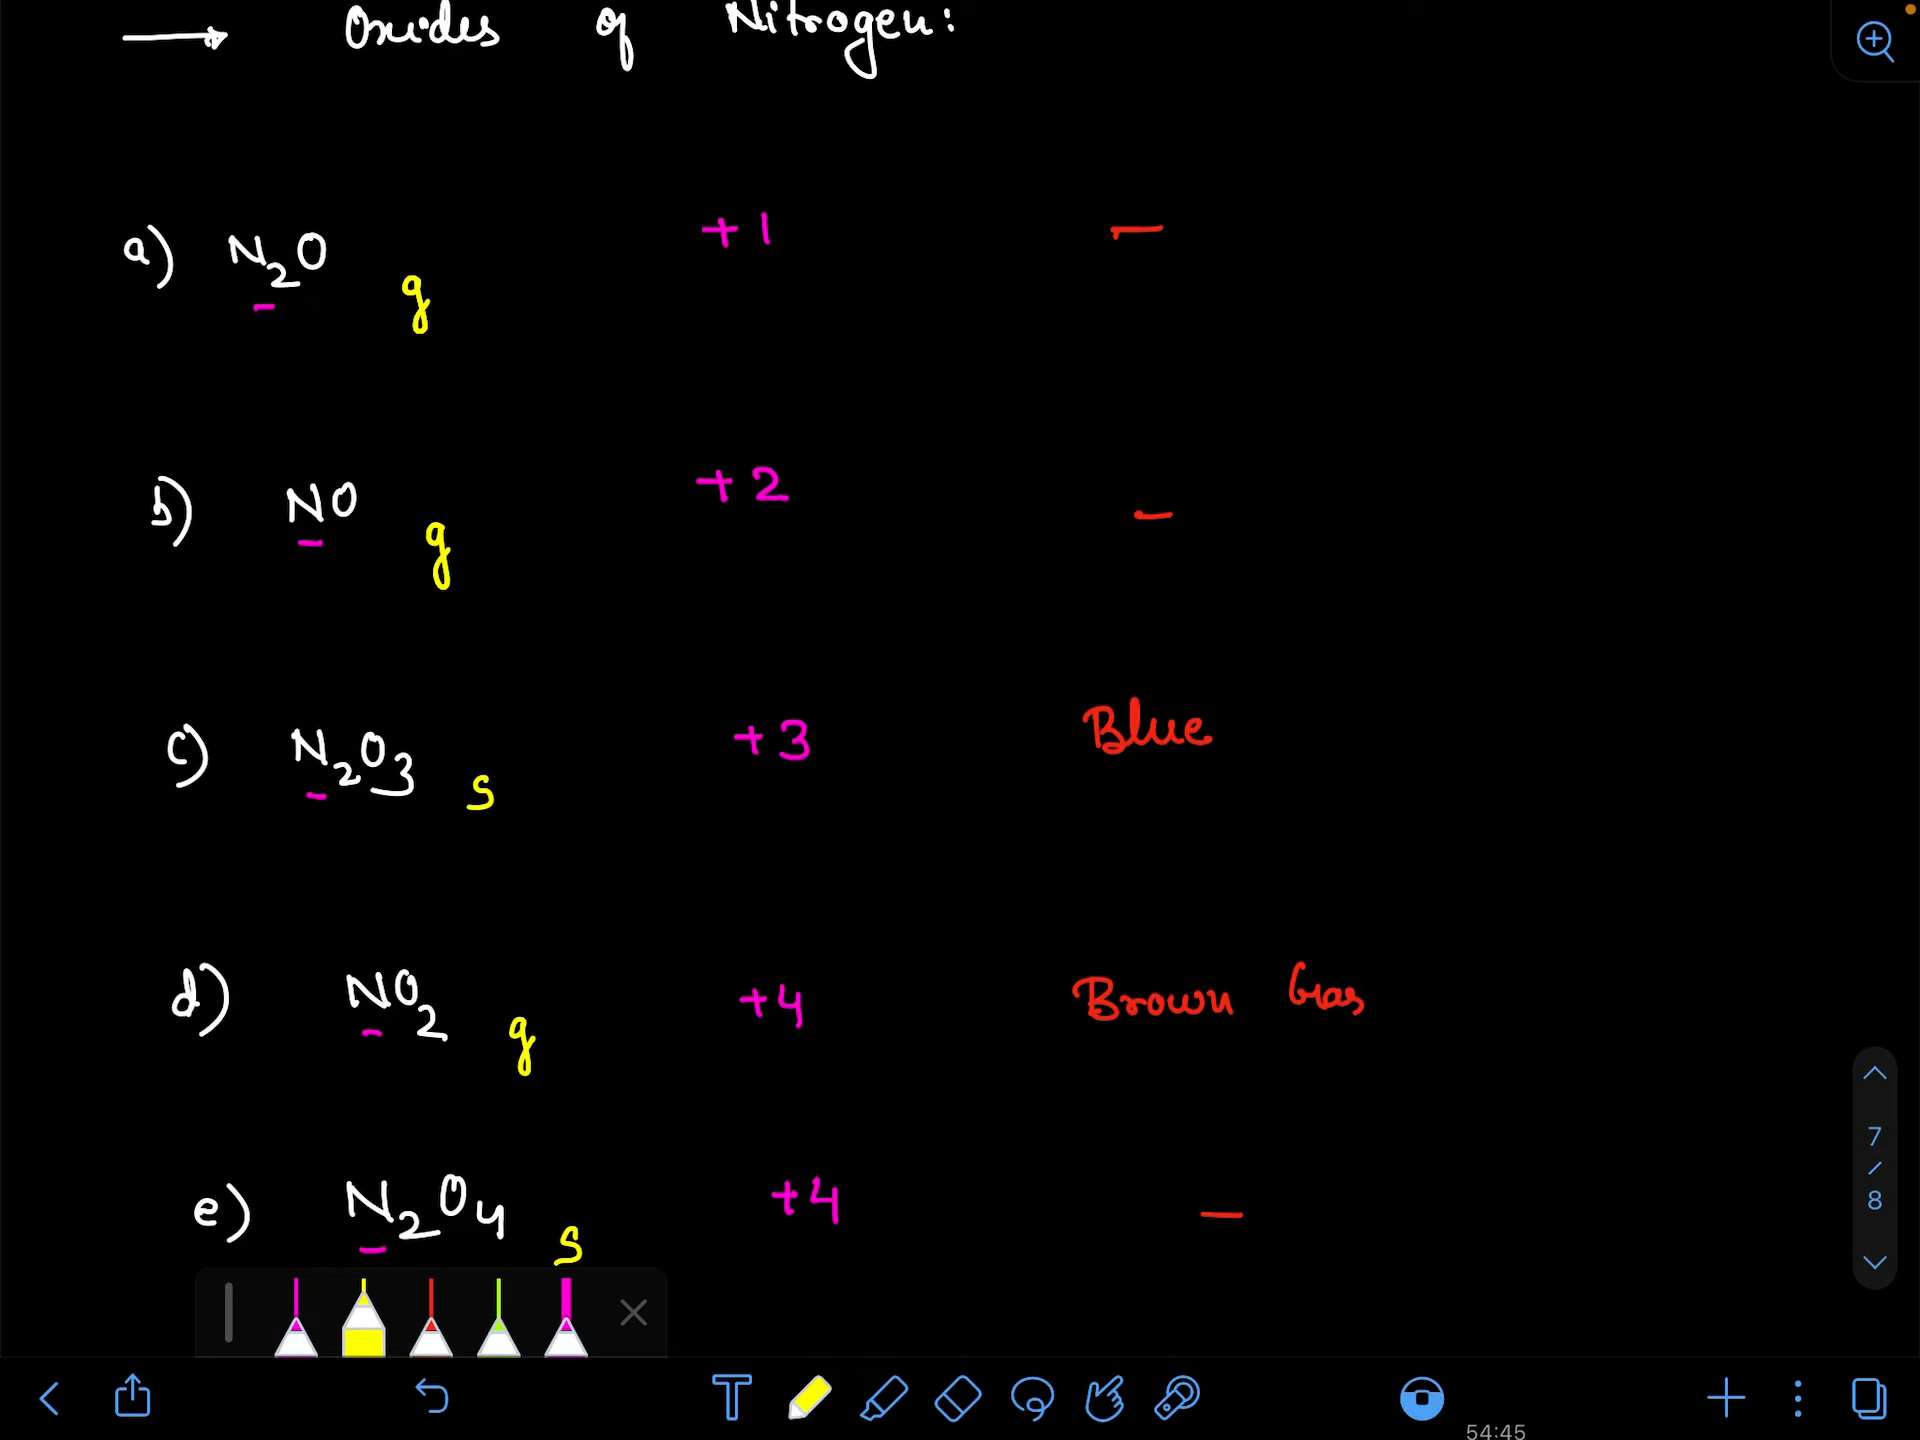 → Oxides of Nitrogen:
a) N₂O g +1 –
b) NO g +2 –
c) N₂O₃ s +3 Blue
d) NO₂ g +4 Brown Gas
e) N₂O₄ s +4 –
7
/
8
T
54:45